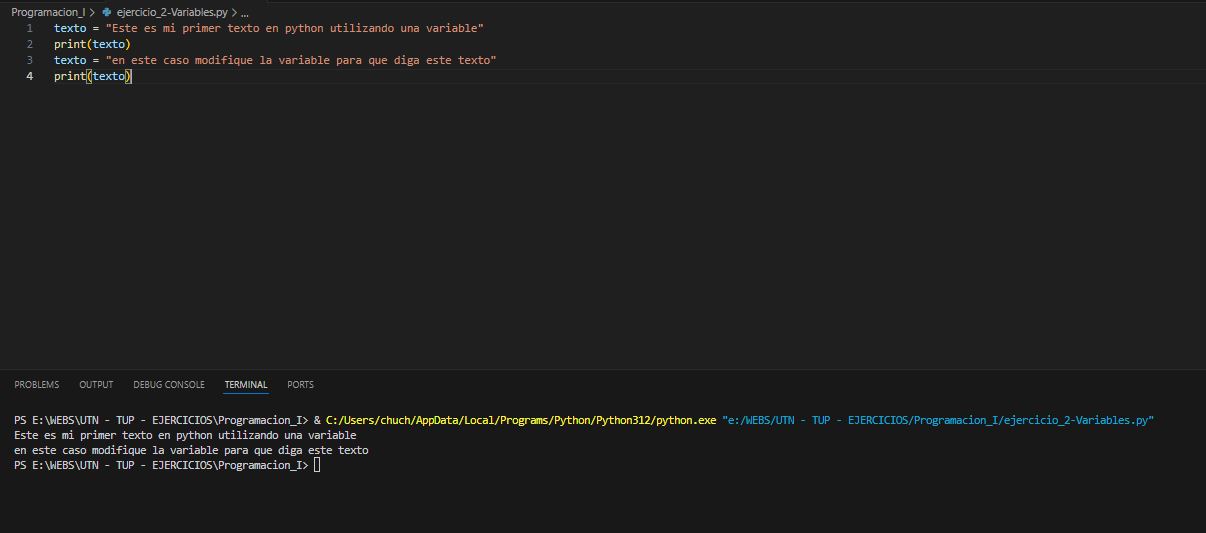 Programacion_I > ejercicio_2-Variables.py > ...
1 texto = "Este es mi primer texto en python utilizando una variable"
2 print(texto)
3 texto = "en este caso modifique la variable para que diga este texto"
4 print(texto)
PROBLEMS OUTPUT DEBUG CONSOLE TERMINAL PORTS
PS E:\WEBS\UTN - TUP - EJERCICIOS\Programacion_I> & C:/Users/chuch/AppData/Local/Programs/Python/Python312/python.exe "e:/WEBS/UTN - TUP - EJERCICIOS/Programacion_I/ejercicio_2-Variables.py"
Este es mi primer texto en python utilizando una variable
en este caso modifique la variable para que diga este texto
PS E:\WEBS\UTN - TUP - EJERCICIOS\Programacion_I>